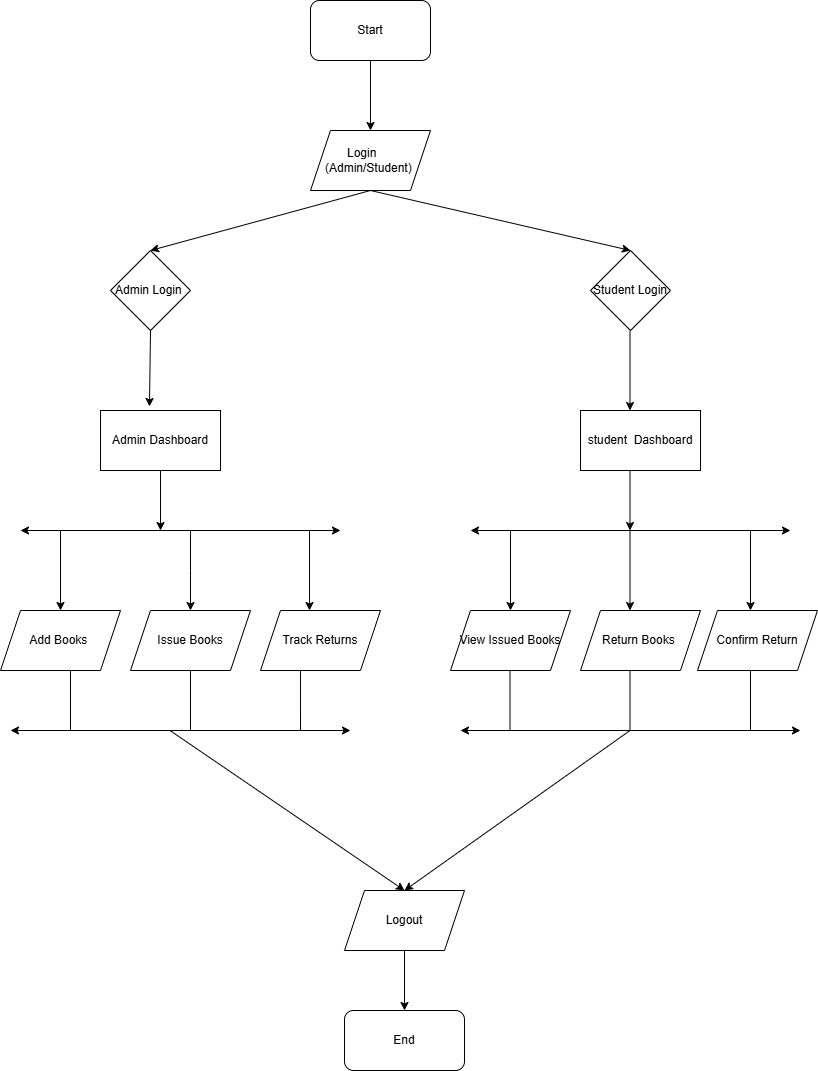 Start
Login
(Admin/Student)
Admin Login
Student Login
Admin Dashboard
student  Dashboard
Add Books
Issue Books
Track Returns
View Issued Books
Return Books
Confirm Return
Logout
End